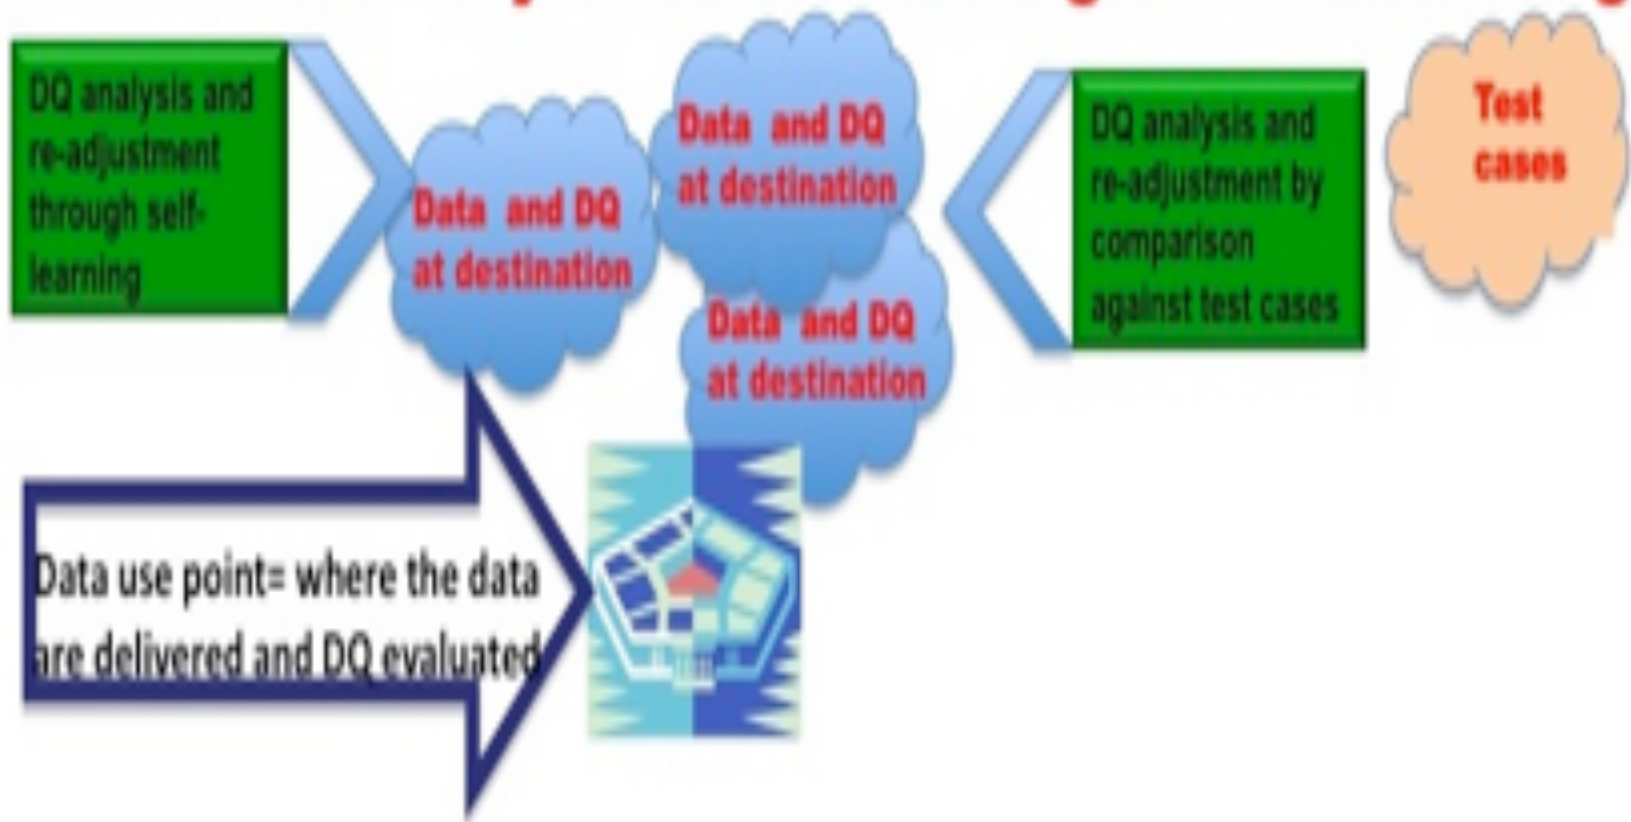 DQ analysis and
re-adjustment
through self-
learning
Data and DQ
at destination
Data and DQ
at destination
Data and DQ
at destination
DQ analysis and
re-adjustment by
comparison
against test cases
Test
cases
Data use point= where the data
are delivered and DQ evaluated